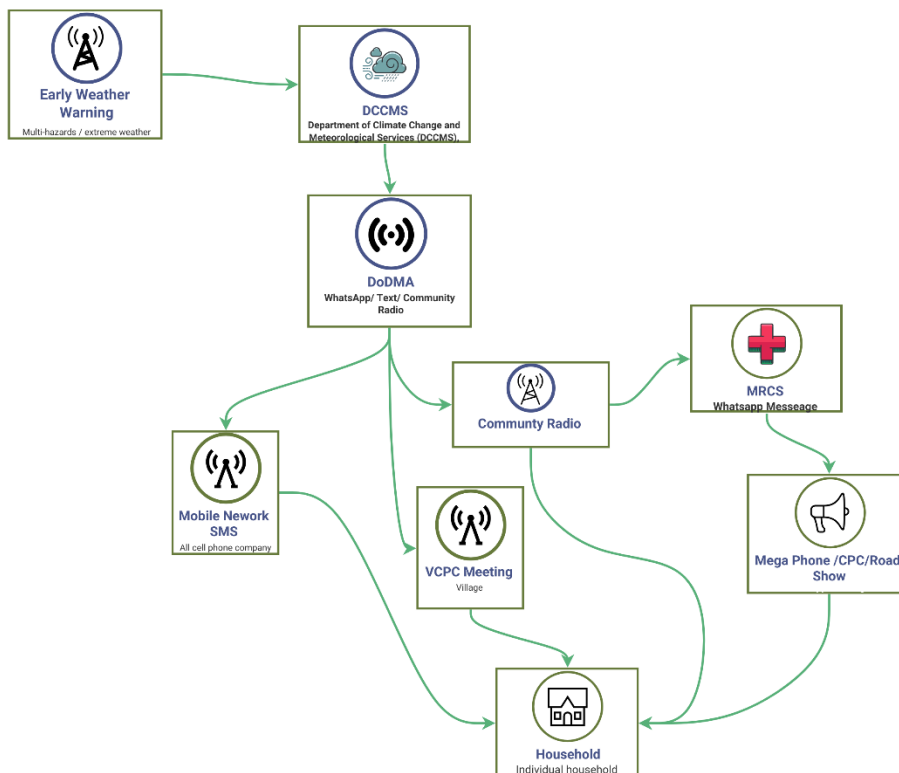 Early Weather
Warning
Multi-hazards / extreme weather
DCCMS
Department of Climate Change and
Meteorological Services (DCCMS),
DoDMA
WhatsApp/ Text/ Community
Radio
MRCS
Whatsapp Messeage
Communty Radio
Mobile Nework
SMS
All cell phone company
VCPC Meeting
Village
Mega Phone /CPC/Road
Show
Household
Individual household